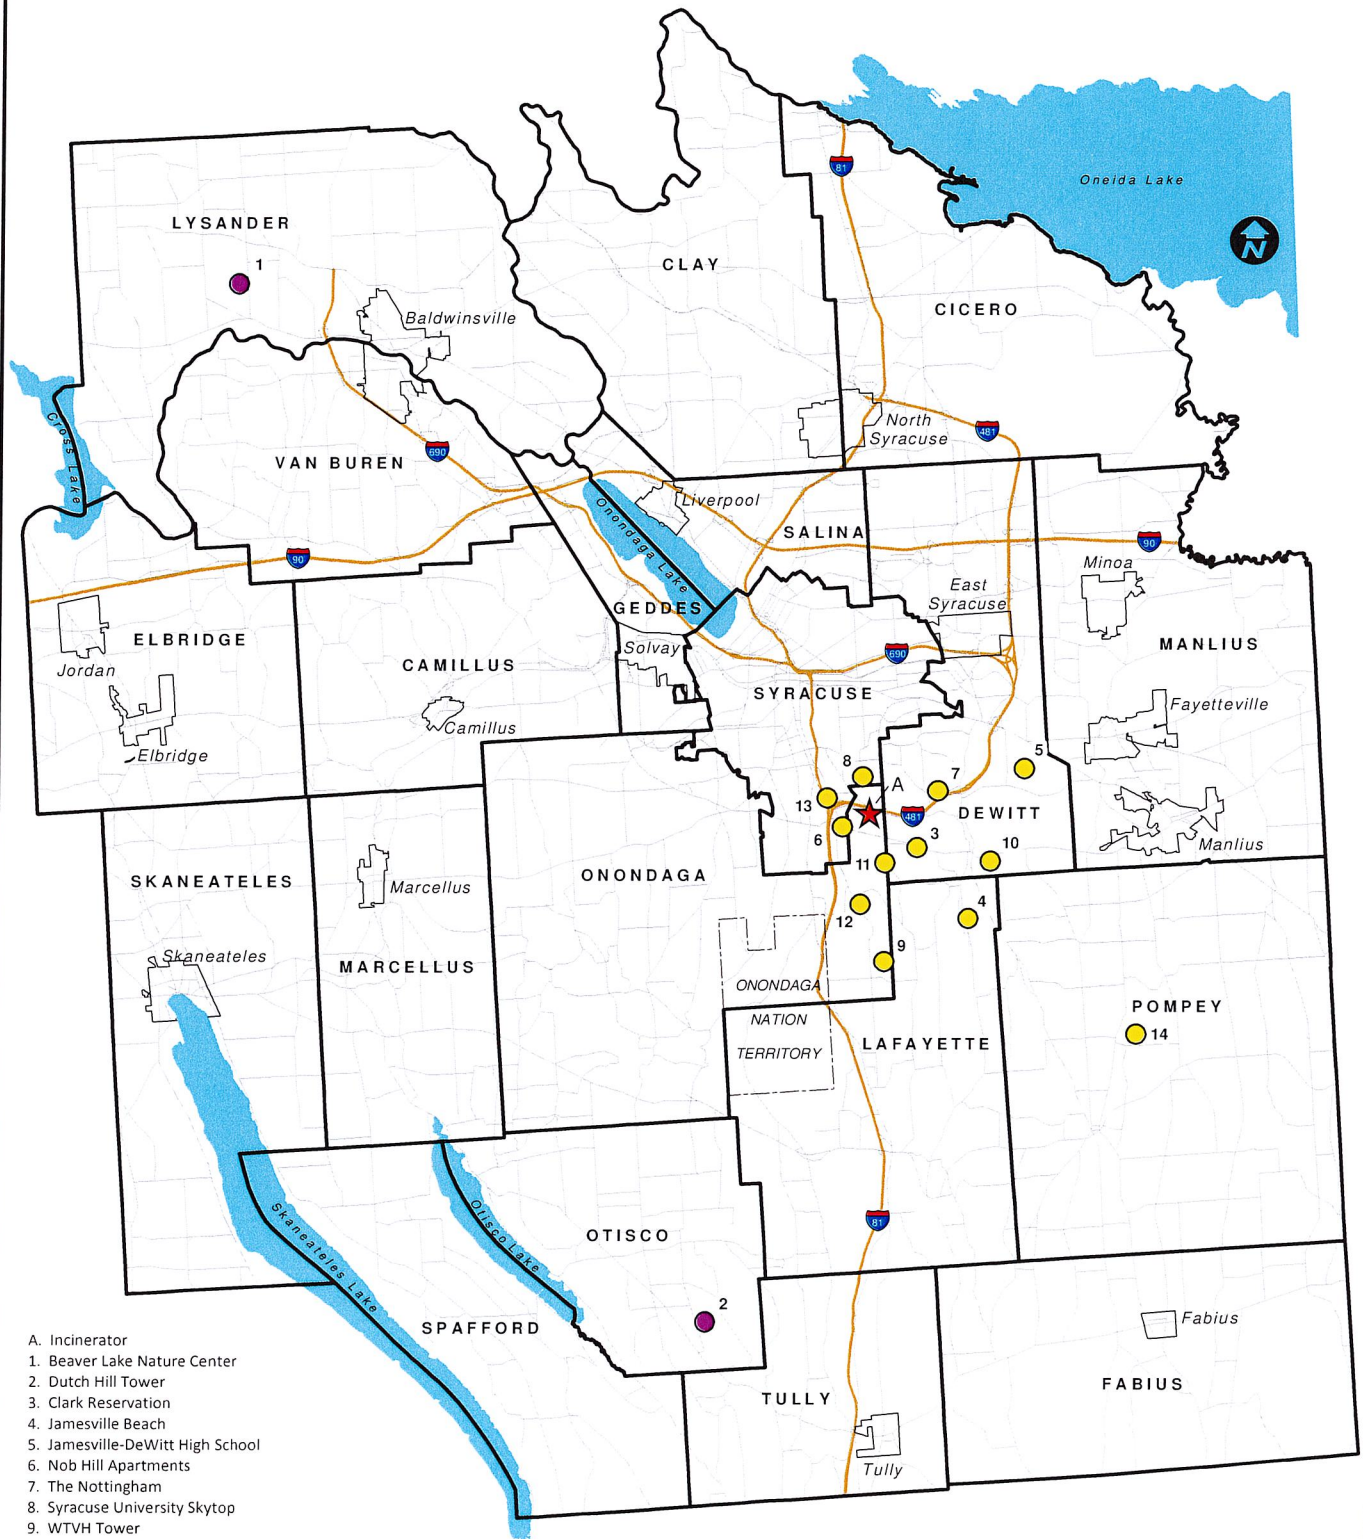 81
Oneida Lake
N
LYSANDER
1
CLAY
CICERO
Baldwinsville
Cross Lake
North
Syracuse
481
VAN BUREN
690
Liverpool
Onondaga Lake
SALINA
90
90
Minoa
East
Syracuse
GEDDES
ELBRIDGE
Jordan
CAMILLUS
Solvay
690
MANLIUS
SYRACUSE
Fayetteville
Camillus
Elbridge
5
8
A
7
13
481
DEWITT
6
3
10
Manlius
11
SKANEATELES
Marcellus
ONONDAGA
4
12
9
Skaneateles
MARCELLUS
ONONDAGA
NATION
TERRITORY
POMPEY
14
LAFAYETTE
81
Skaneateles Lake
Otisco Lake
OTISCO
2
SPAFFORD
Fabius
FABIUS
TULLY
Tully
A. Incinerator
1. Beaver Lake Nature Center
2. Dutch Hill Tower
3. Clark Reservation
4. Jamesville Beach
5. Jamesville-DeWitt High School
6. Nob Hill Apartments
7. The Nottingham
8. Syracuse University Skytop
9. WTVH Tower